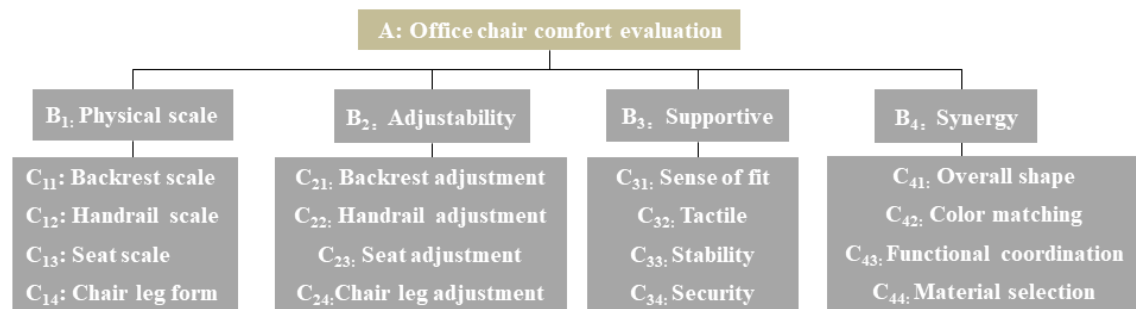 A: Office chair comfort evaluation
B₁: Physical scale
C₁₁: Backrest scale
C₁₂: Handrail scale
C₁₃: Seat scale
C₁₄: Chair leg form
B₂: Adjustability
C₂₁: Backrest adjustment
C₂₂: Handrail adjustment
C₂₃: Seat adjustment
C₂₄:Chair leg adjustment
B₃: Supportive
C₃₁: Sense of fit
C₃₂: Tactile
C₃₃: Stability
C₃₄: Security
B₄: Synergy
C₄₁: Overall shape
C₄₂: Color matching
C₄₃: Functional coordination
C₄₄: Material selection